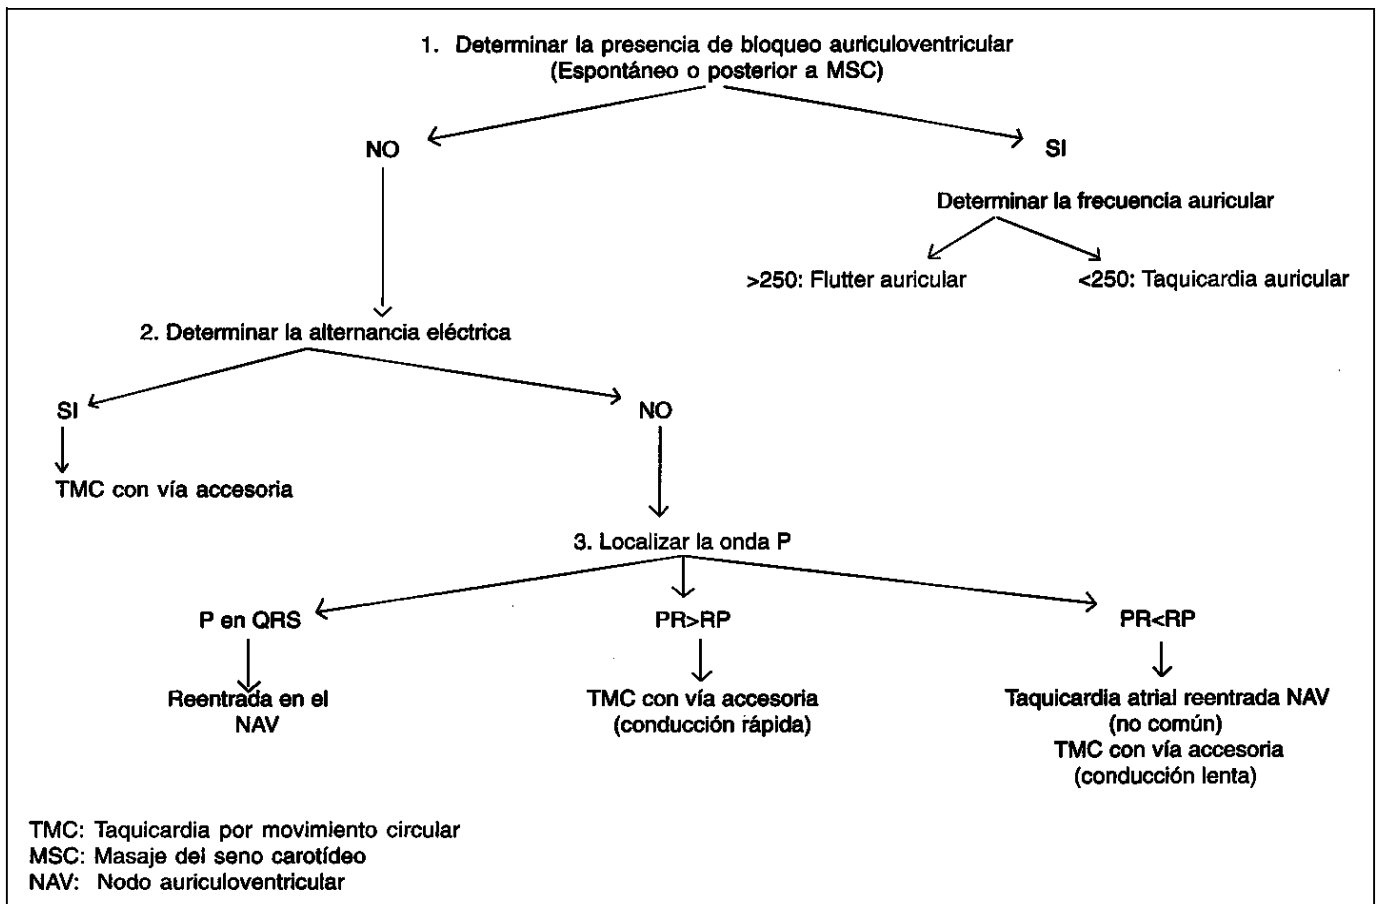 1. Determinar la presencia de bloqueo auriculoventricular
(Espontáneo o posterior a MSC)
NO
SI
Determinar la frecuencia auricular
>250: Flutter auricular
<250: Taquicardia auricular
2. Determinar la alternancia eléctrica
SI
NO
TMC con vía accesoria
3. Localizar la onda P
P en QRS
PR>RP
PR<RP
Reentrada en el
NAV
TMC con vía accesoria
(conducción rápida)
Taquicardia atrial reentrada NAV
(no común)
TMC con vía accesoria
(conducción lenta)
TMC: Taquicardia por movimiento circular
MSC: Masaje del seno carotídeo
NAV: Nodo auriculoventricular